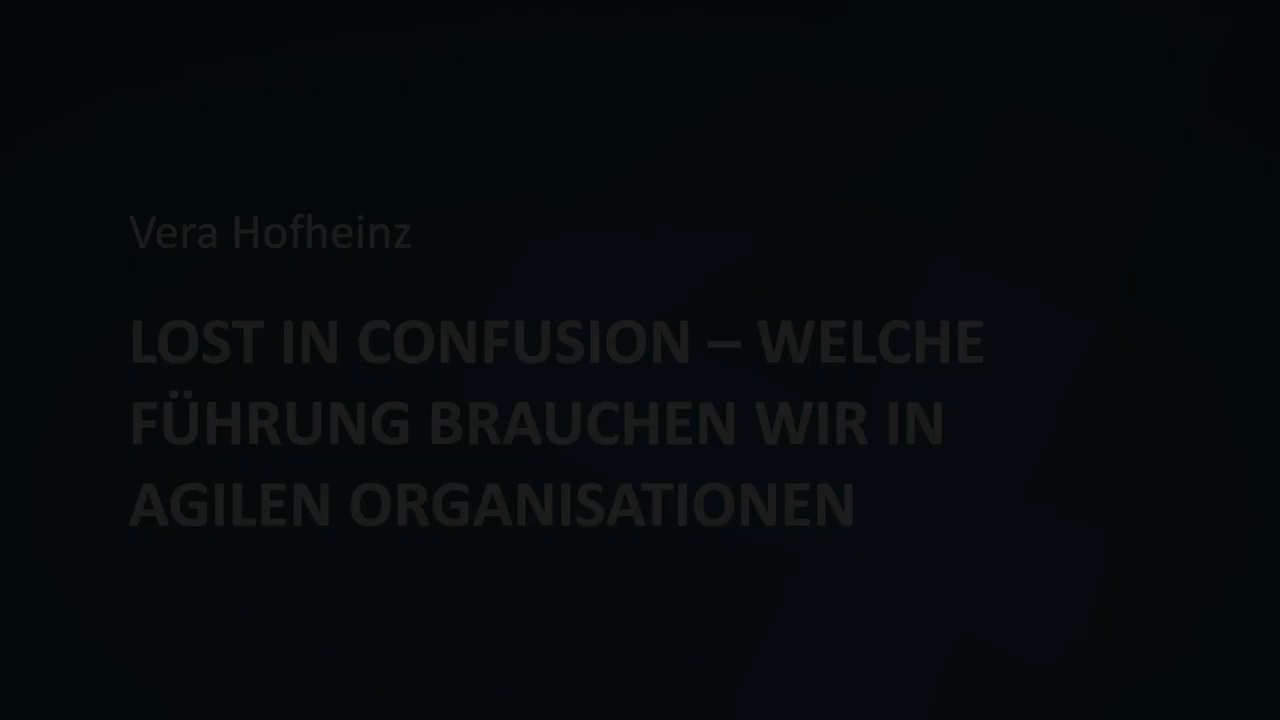 Vera Hofheinz
LOST IN CONFUSION – WELCHE
FÜHRUNG BRAUCHEN WIR IN
AGILEN ORGANISATIONEN